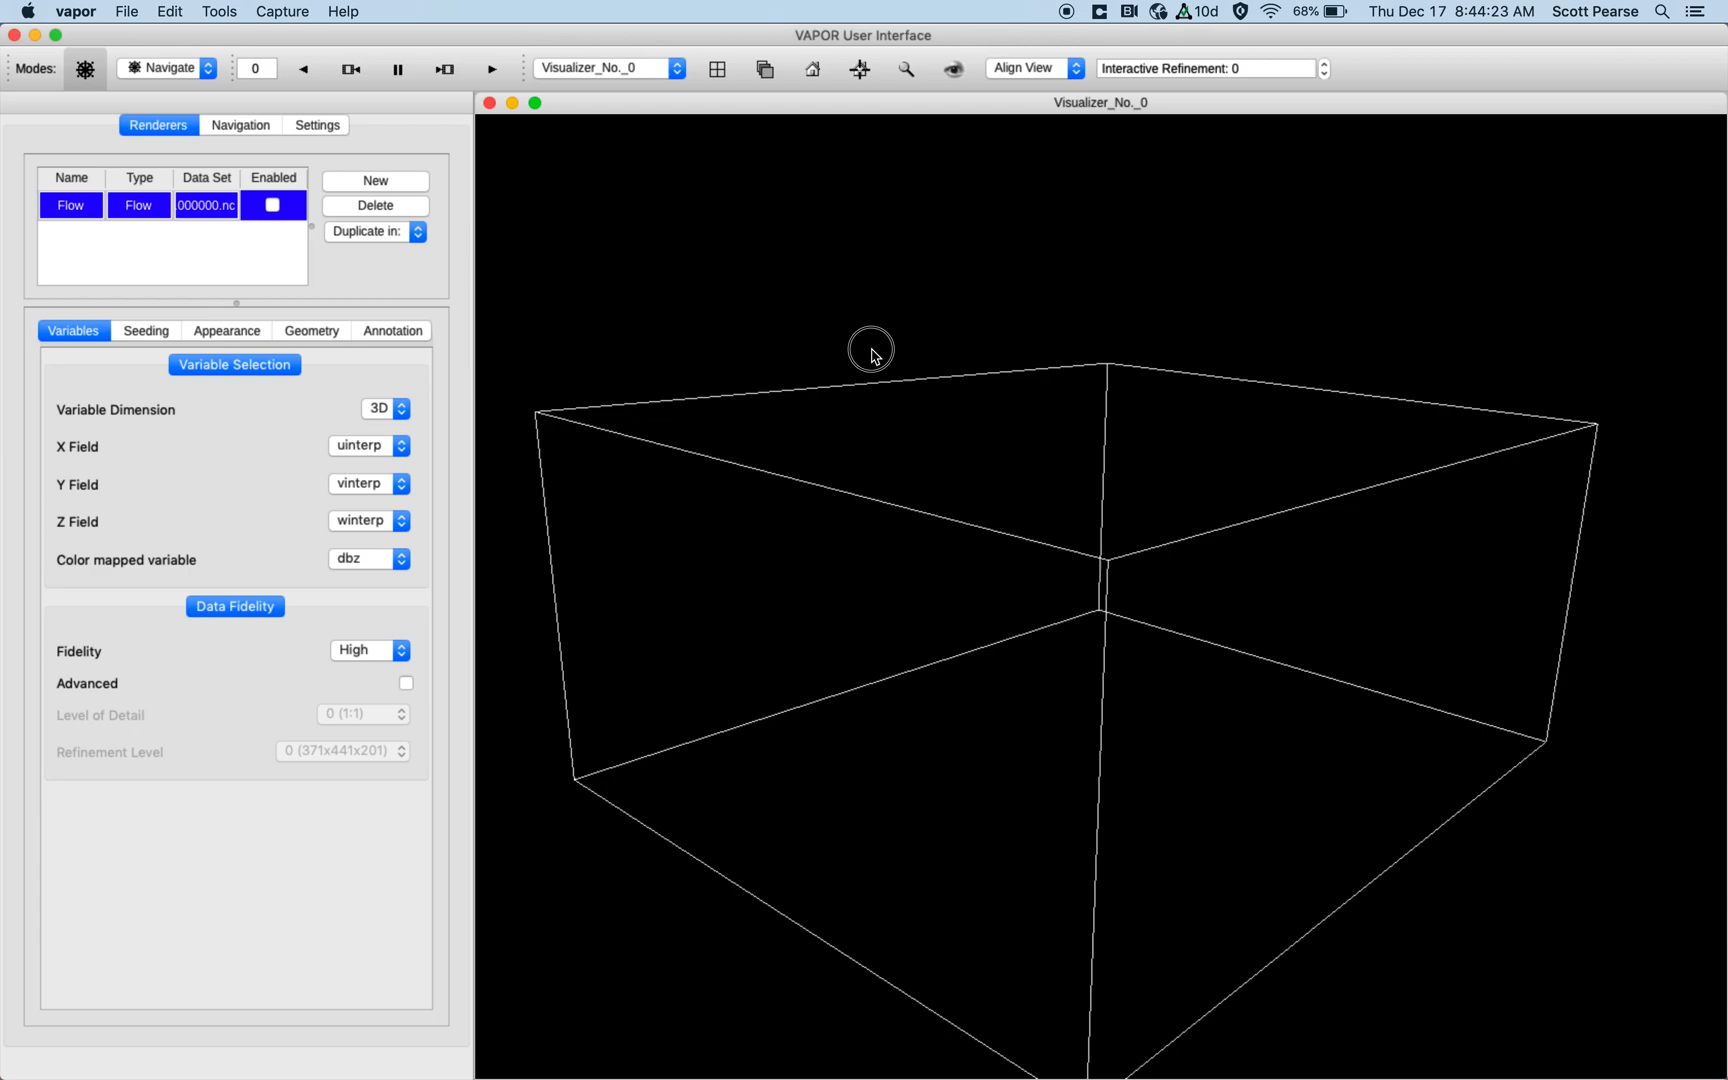 vapor File Edit Tools Capture Help 10d 68% Thu Dec 17 8:44:23 AM Scott Pearse
VAPOR User Interface
Modes: Navigate 0 Visualizer_No._0 Align View Interactive Refinement: 0
Visualizer_No._0
Renderers Navigation Settings
Name Type Data Set Enabled New
Flow Flow 000000.nc Delete
Duplicate in:
Variables Seeding Appearance Geometry Annotation
Variable Selection
Variable Dimension 3D
X Field uinterp
Y Field vinterp
Z Field winterp
Color mapped variable dbz
Data Fidelity
Fidelity High
Advanced
Level of Detail 0 (1:1)
Refinement Level 0 (371x441x201)